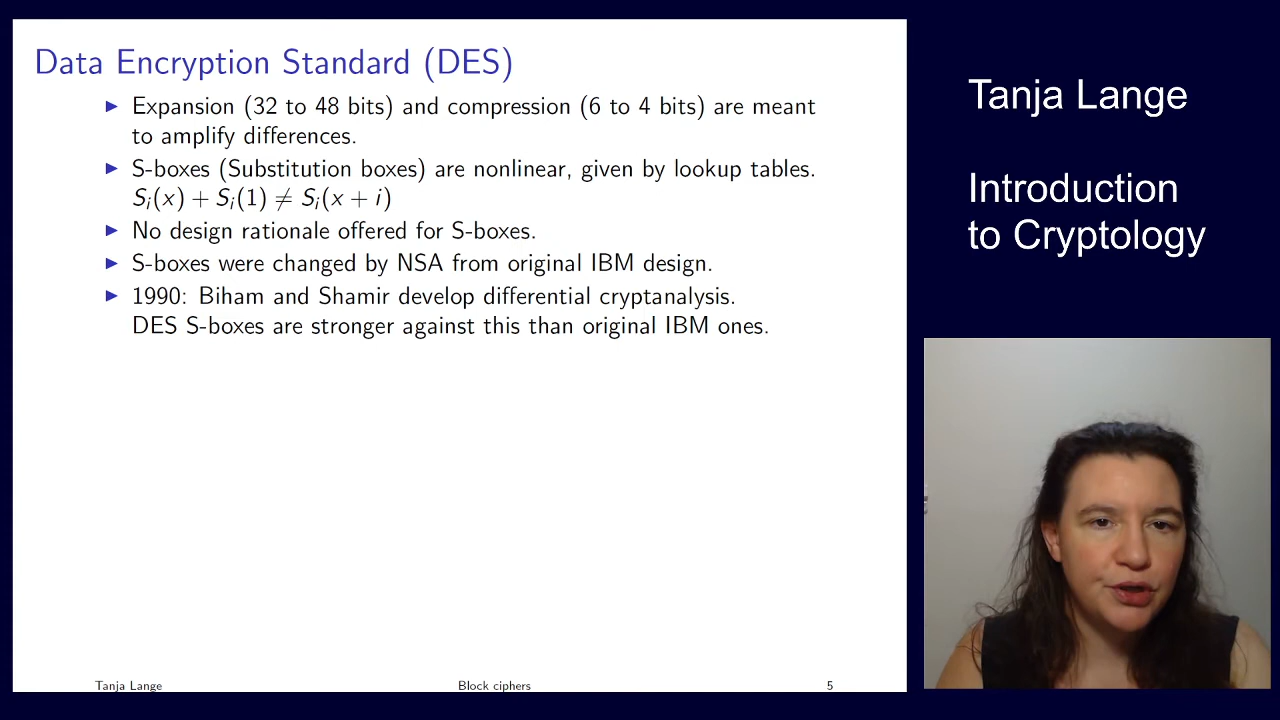 Data Encryption Standard (DES)
▶ Expansion (32 to 48 bits) and compression (6 to 4 bits) are meant
to amplify differences.
▶ S-boxes (Substitution boxes) are nonlinear, given by lookup tables.
Sᵢ(x) + Sᵢ(1) ≠ Sᵢ(x + i)
▶ No design rationale offered for S-boxes.
▶ S-boxes were changed by NSA from original IBM design.
▶ 1990: Biham and Shamir develop differential cryptanalysis.
DES S-boxes are stronger against this than original IBM ones.
Tanja Lange
Block ciphers
5
Tanja Lange
Introduction
to Cryptology